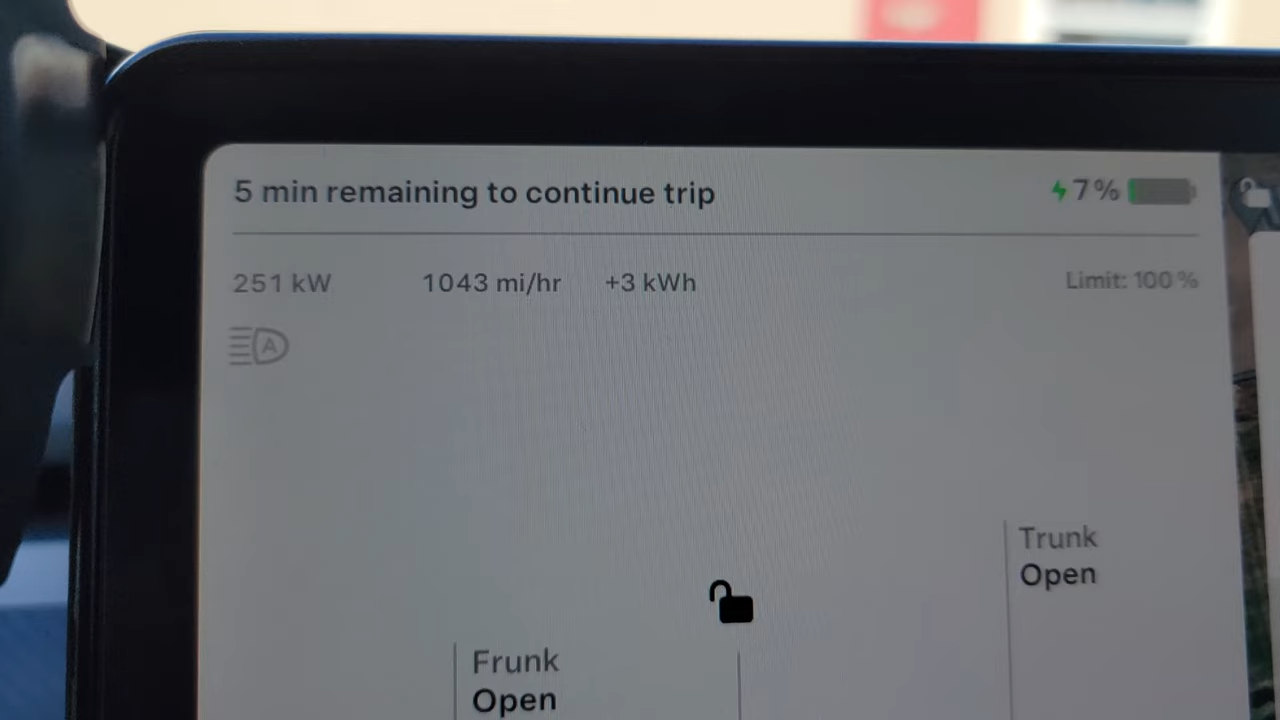 5 min remaining to continue trip
7%
251 kW 1043 mi/hr +3 kWh Limit: 100%
A
Trunk
Open
Frunk
Open